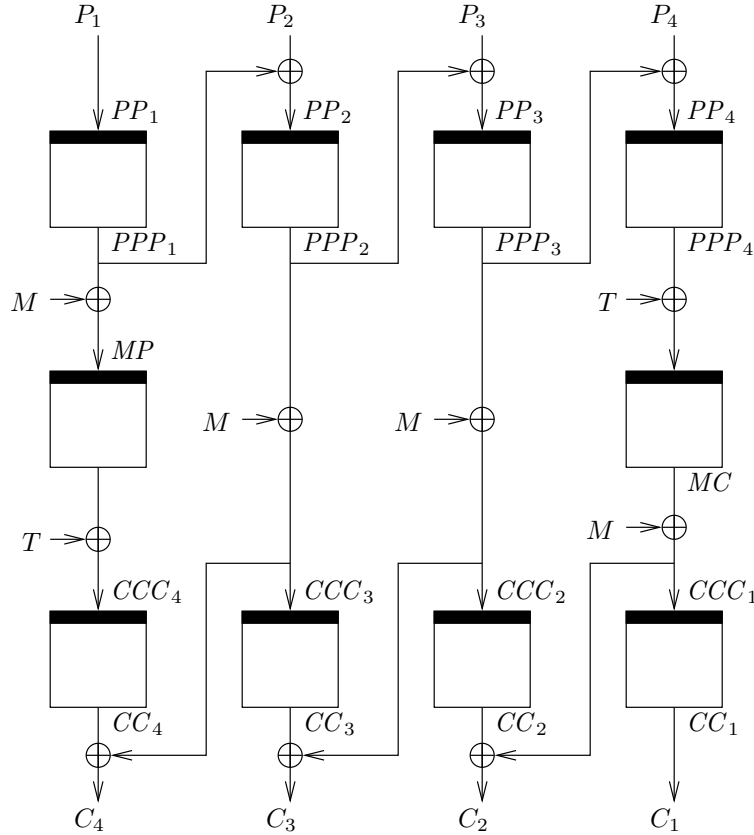 P₁ P₂ P₃ P₄
PP₁ PP₂ PP₃ PP₄
PPP₁ PPP₂ PPP₃ PPP₄
M T
MP
M M
MC
T M
CCC₄ CCC₃ CCC₂ CCC₁
CC₄ CC₃ CC₂ CC₁
C₄ C₃ C₂ C₁